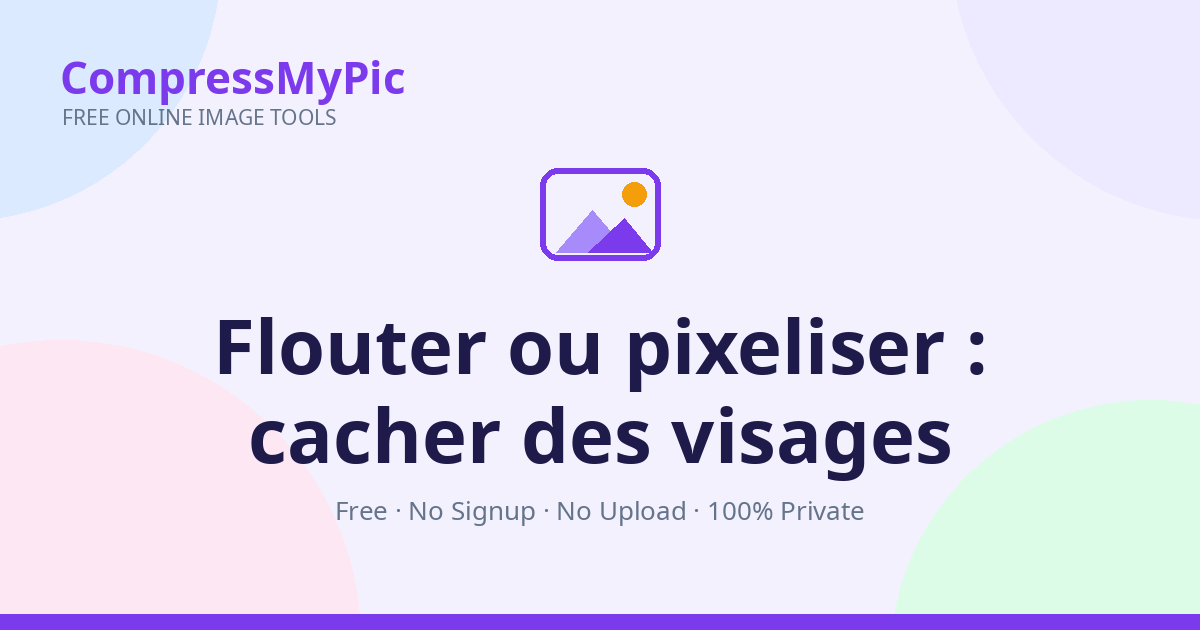 CompressMyPic
FREE ONLINE IMAGE TOOLS
Flouter ou pixeliser :
cacher des visages
Free · No Signup · No Upload · 100% Private